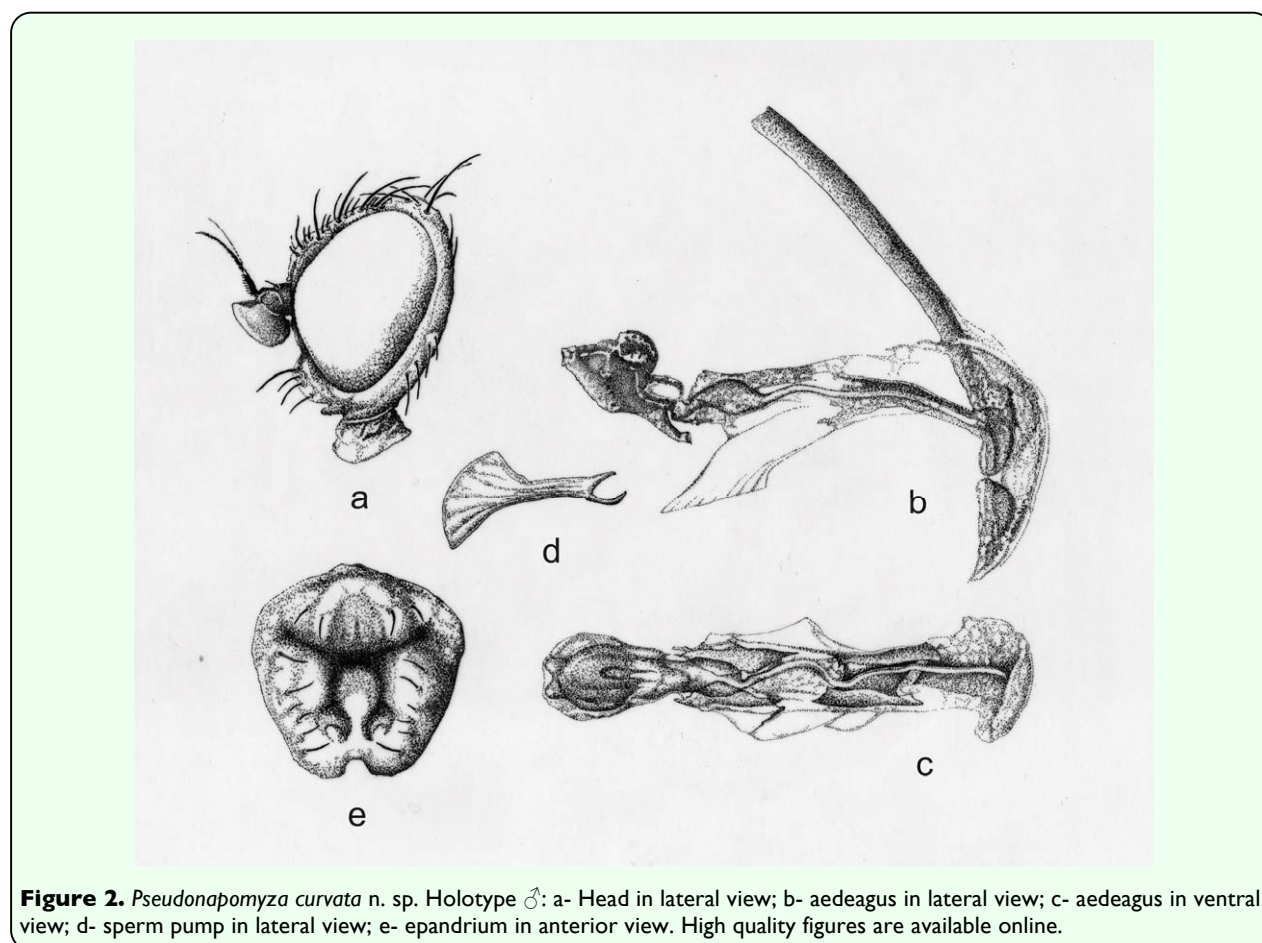 a
b
d
e
c
Figure 2. Pseudonapomyza curvata n. sp. Holotype ♂: a- Head in lateral view; b- aedeagus in lateral view; c- aedeagus in ventral
view; d- sperm pump in lateral view; e- epandrium in anterior view. High quality figures are available online.